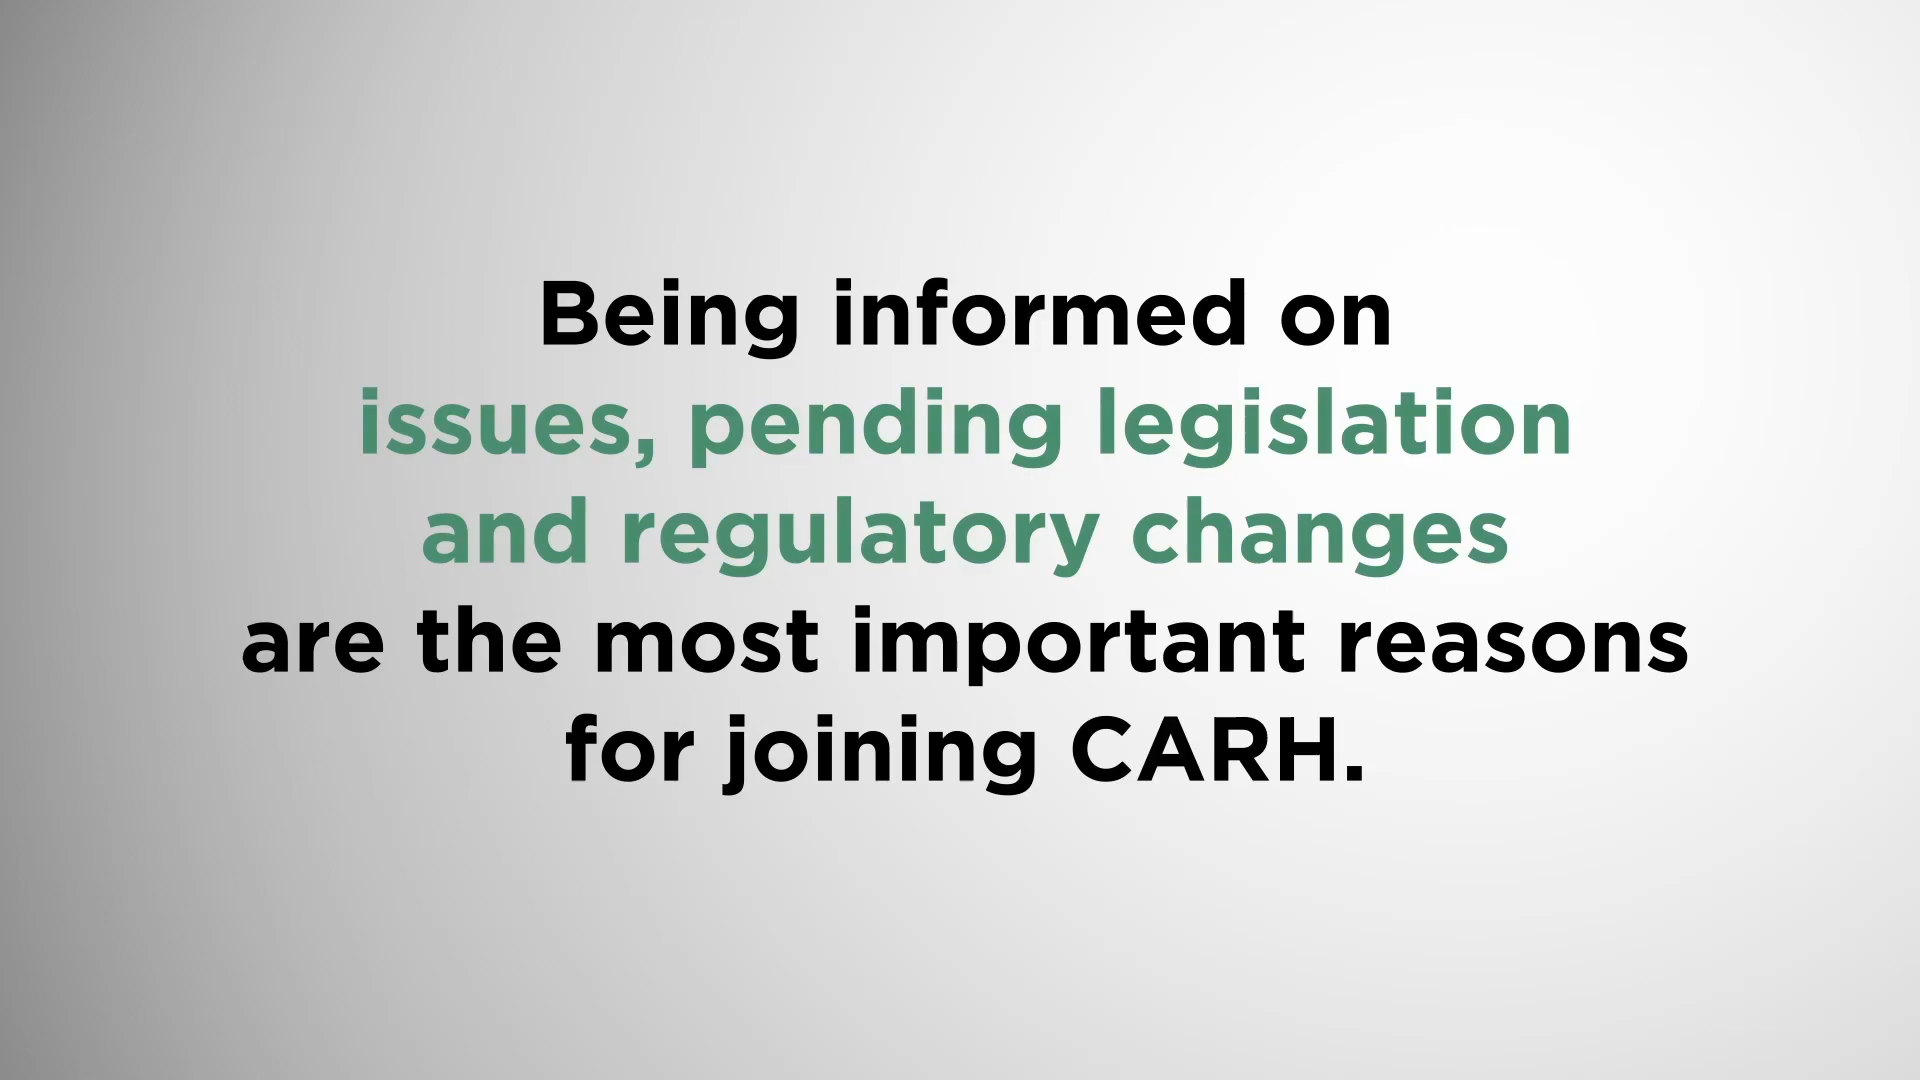 Being informed on
issues, pending legislation
and regulatory changes
are the most important reasons
for joining CARH.